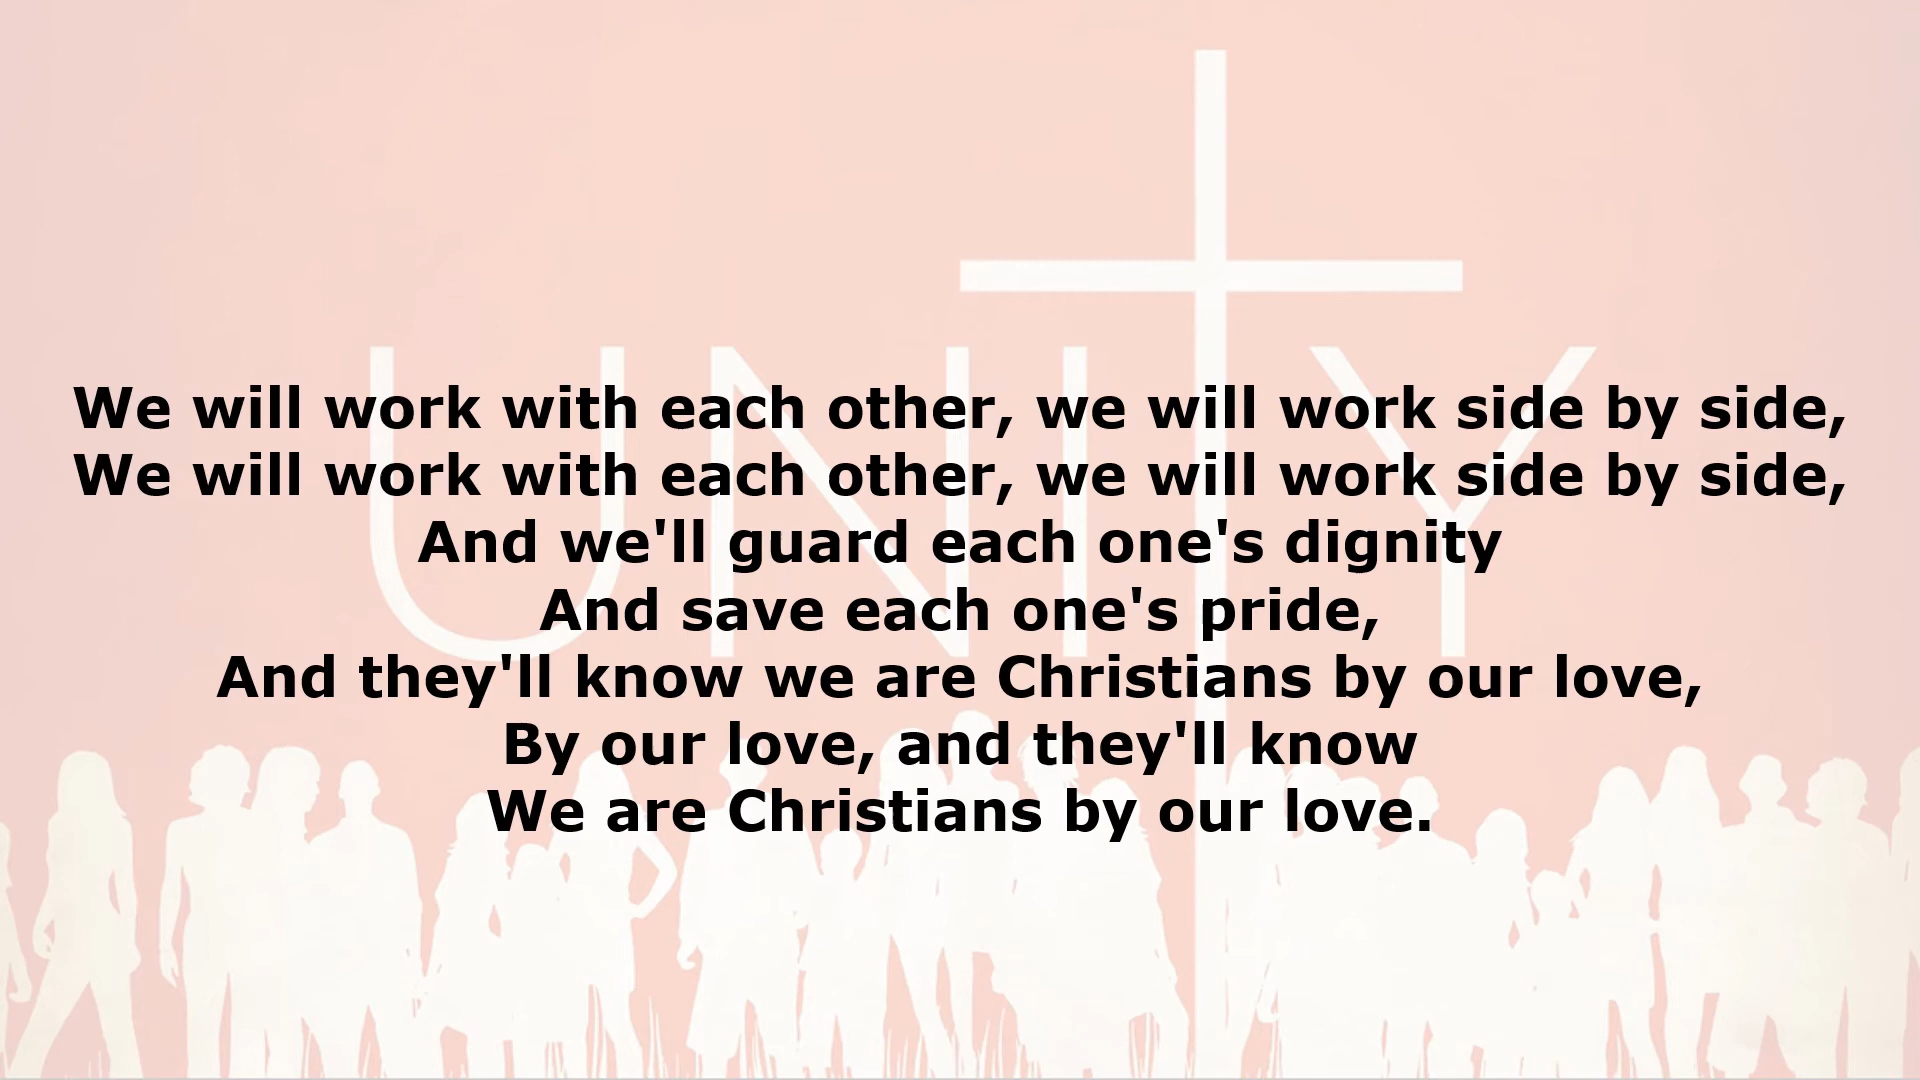 UNITY
We will work with each other, we will work side by side,
We will work with each other, we will work side by side,
And we'll guard each one's dignity
And save each one's pride,
And they'll know we are Christians by our love,
By our love, and they'll know
We are Christians by our love.